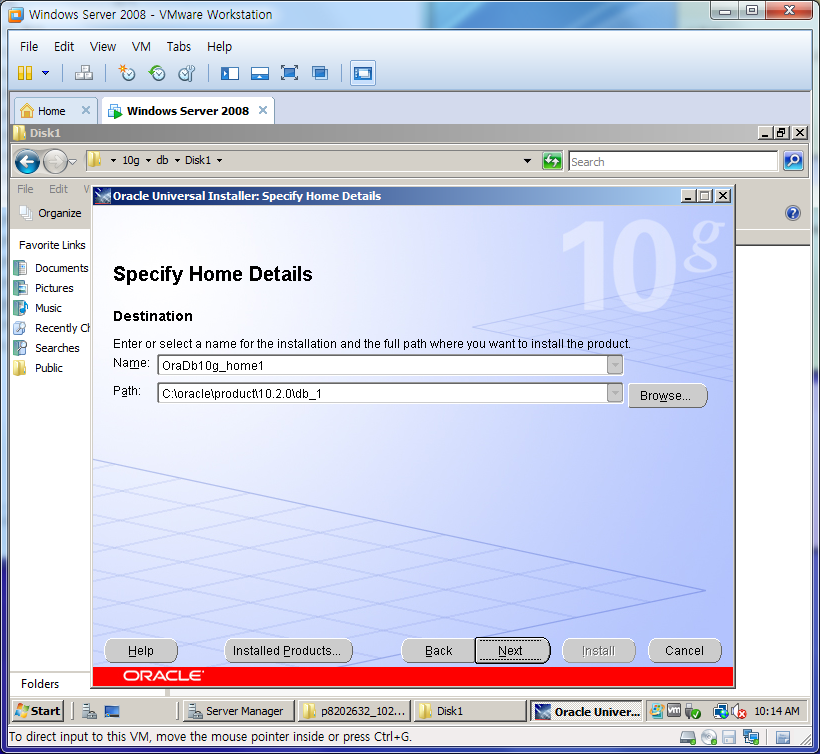 Windows Server 2008 - VMware Workstation
File Edit View VM Tabs Help
Home Windows Server 2008
Disk1
10g db Disk1 Search
File Edit V
Organize
Favorite Links
Documents
Pictures
Music
Recently Ch
Searches
Public
Folders
Oracle Universal Installer: Specify Home Details
10g
Specify Home Details
Destination
Enter or select a name for the installation and the full path where you want to install the product.
Name: OraDb10g_home1
Path: C:\oracle\product\10.2.0\db_1 Browse...
Help Installed Products... Back Next Install Cancel
ORACLE
Start Server Manager p8202632_102... Disk1 Oracle Univer... 10:14 AM
To direct input to this VM, move the mouse pointer inside or press Ctrl+G.